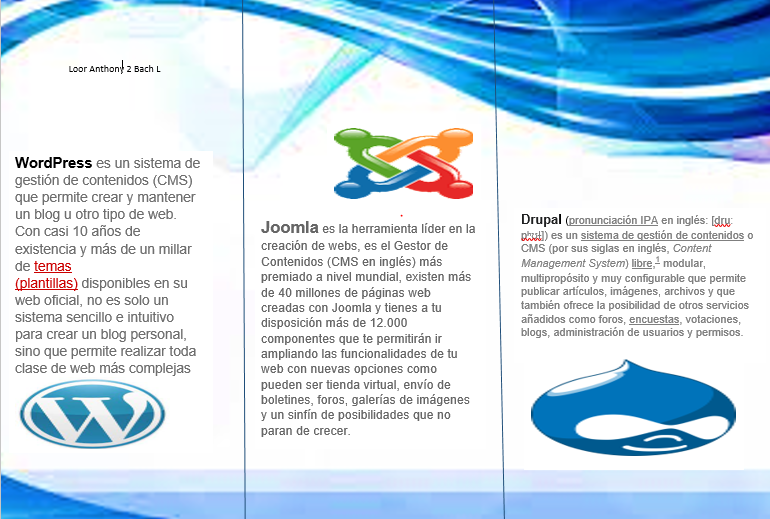 Loor Anthony 2 Bach L
WordPress es un sistema de
gestión de contenidos (CMS)
que permite crear y mantener
un blog u otro tipo de web.
Con casi 10 años de
existencia y más de un millar
de temas
(plantillas) disponibles en su
web oficial, no es solo un
sistema sencillo e intuitivo
para crear un blog personal,
sino que permite realizar toda
clase de web más complejas
W
Joomla es la herramienta líder en la
creación de webs, es el Gestor de
Contenidos (CMS en inglés) más
premiado a nivel mundial, existen más
de 40 millones de páginas web
creadas con Joomla y tienes a tu
disposición más de 12.000
componentes que te permitirán ir
ampliando las funcionalidades de tu
web con nuevas opciones como
pueden ser tienda virtual, envío de
boletines, foros, galerías de imágenes
y un sinfín de posibilidades que no
paran de crecer.
Drupal (pronunciación IPA en inglés: [dru:
) es un sistema de gestión de contenidos o
CMS (por sus siglas en inglés, Content
Management System) libre,1 modular,
multipropósito y muy configurable que permite
publicar artículos, imágenes, archivos y que
también ofrece la posibilidad de otros servicios
añadidos como foros, encuestas, votaciones,
blogs, administración de usuarios y permisos.